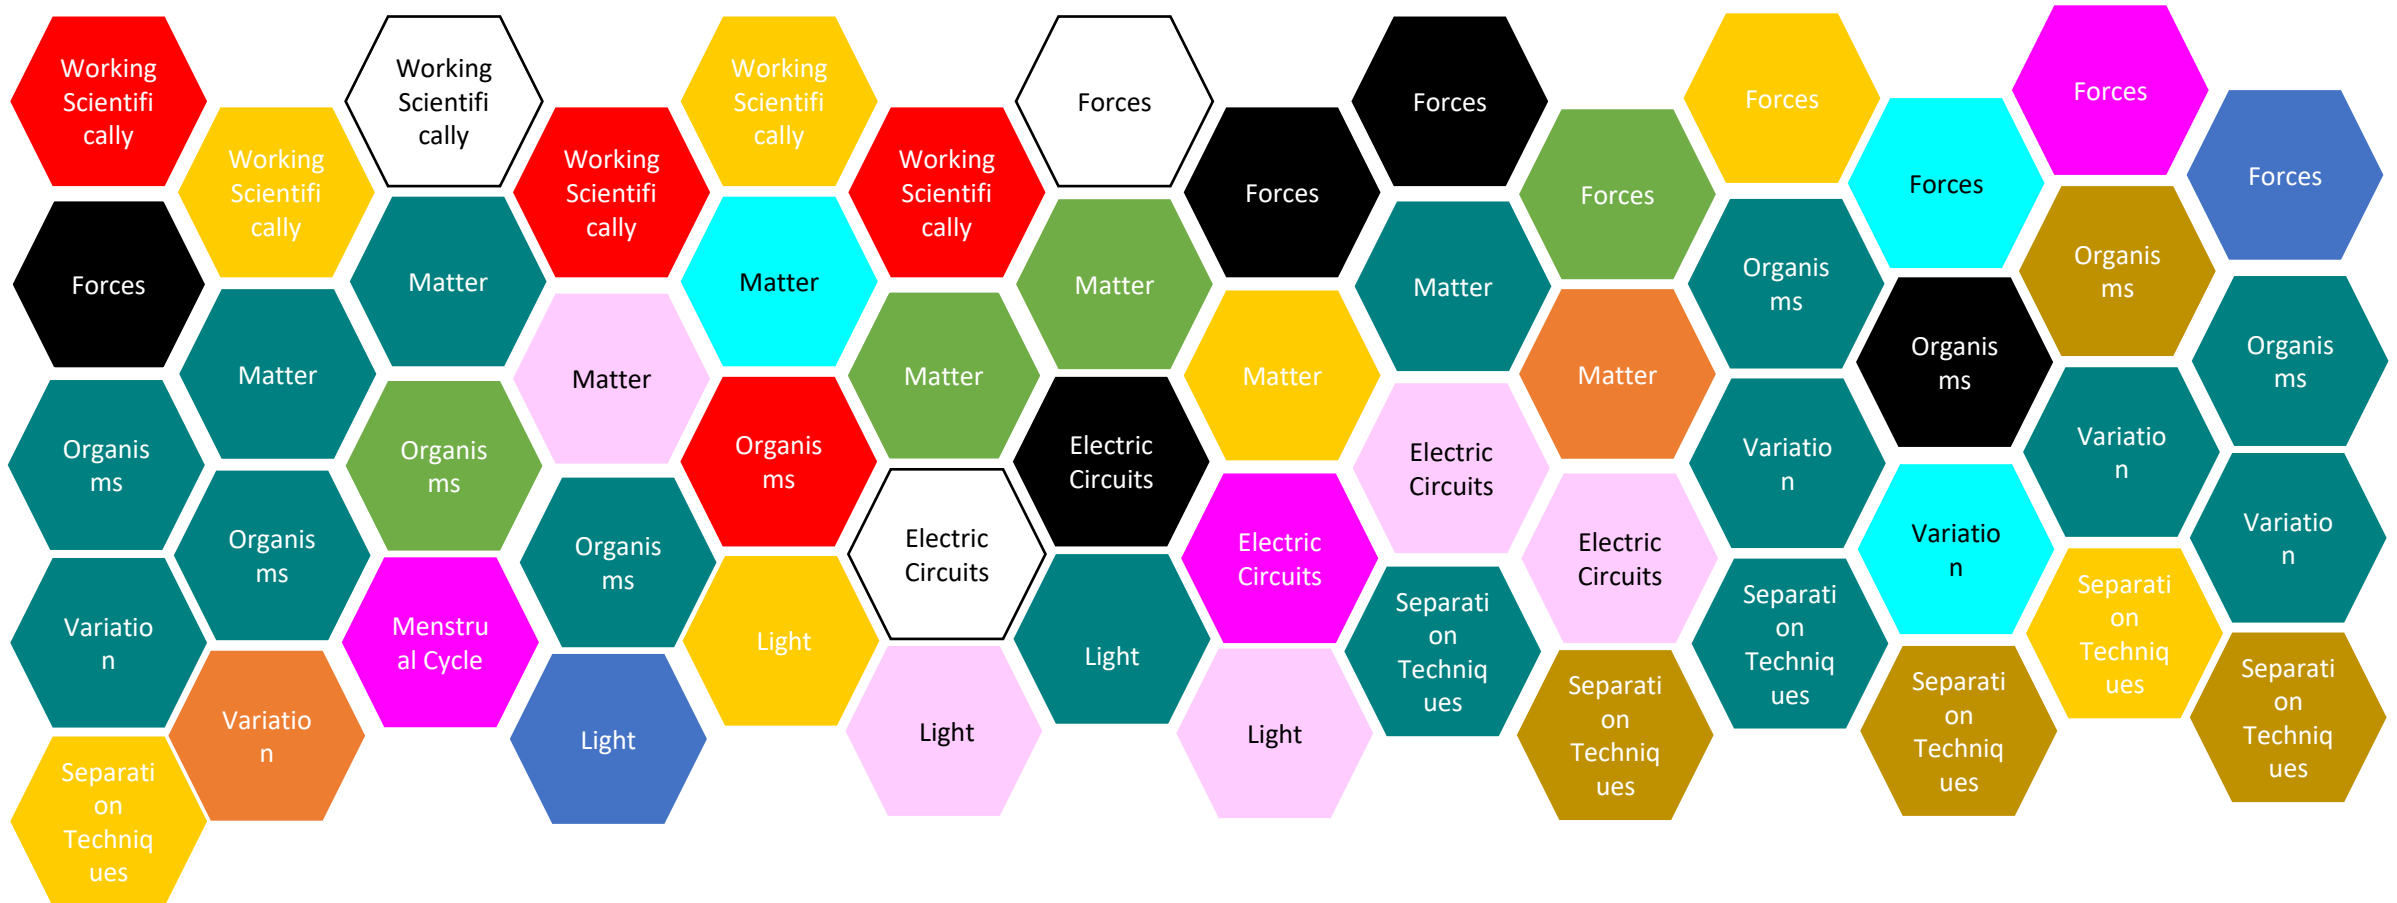 Working
Scientifi
cally
Working
Scientifi
cally
Working
Scientifi
cally
Working
Scientifi
cally
Working
Scientifi
cally
Working
Scientifi
cally
Forces
Forces
Forces
Forces
Forces
Forces
Forces
Forces
Forces
Matter
Matter
Matter
Matter
Matter
Matter
Matter
Matter
Matter
Organis
ms
Organis
ms
Organis
ms
Organis
ms
Organis
ms
Organis
ms
Organis
ms
Organis
ms
Organis
ms
Electric
Circuits
Electric
Circuits
Electric
Circuits
Electric
Circuits
Electric
Circuits
Variatio
n
Variatio
n
Variatio
n
Variatio
n
Variatio
n
Variatio
n
Menstru
al Cycle
Light
Light
Light
Light
Light
Separati
on
Techniq
ues
Separati
on
Techniq
ues
Separati
on
Techniq
ues
Separati
on
Techniq
ues
Separati
on
Techniq
ues
Separati
on
Techniq
ues
Separati
on
Techniq
ues